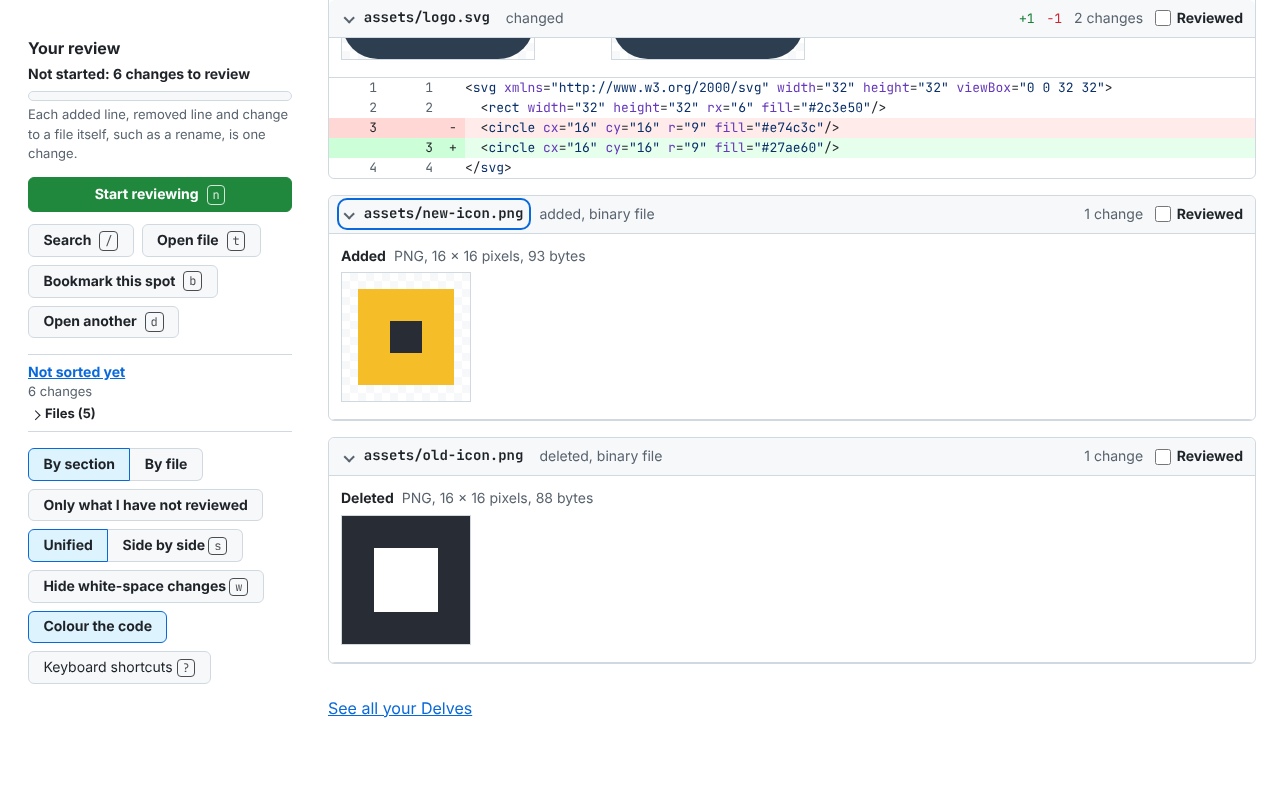 Your review
Not started: 6 changes to review
Each added line, removed line and change
to a file itself, such as a rename, is one
change.
Start reviewing n
Search / Open file t
Bookmark this spot b
Open another d
Not sorted yet
6 changes
Files (5)
By section By file
Only what I have not reviewed
Unified Side by side s
Hide white-space changes w
Colour the code
Keyboard shortcuts ?
assets/logo.svg changed +1 -1 2 changes Reviewed
1 1 <svg xmlns="http://www.w3.org/2000/svg" width="32" height="32" viewBox="0 0 32 32">
2 2 <rect width="32" height="32" rx="6" fill="#2c3e50"/>
3 - <circle cx="16" cy="16" r="9" fill="#e74c3c"/>
3 + <circle cx="16" cy="16" r="9" fill="#27ae60"/>
4 4 </svg>
assets/new-icon.png added, binary file 1 change Reviewed
Added PNG, 16 × 16 pixels, 93 bytes
assets/old-icon.png deleted, binary file 1 change Reviewed
Deleted PNG, 16 × 16 pixels, 88 bytes
See all your Delves